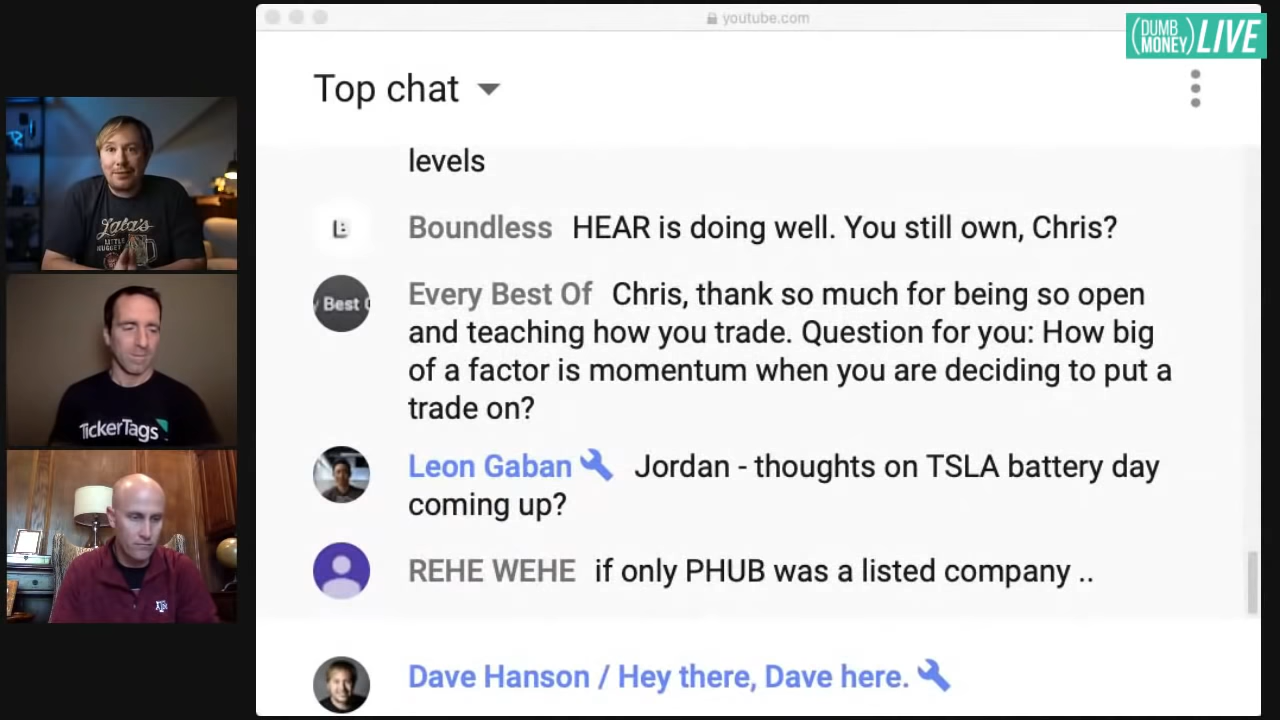 youtube.com
(DUMB MONEY) LIVE
Top chat
levels
Boundless HEAR is doing well. You still own, Chris?
Every Best Of Chris, thank so much for being so open
and teaching how you trade. Question for you: How big
of a factor is momentum when you are deciding to put a
trade on?
Leon Gaban Jordan - thoughts on TSLA battery day
coming up?
REHE WEHE if only PHUB was a listed company ..
Dave Hanson / Hey there, Dave here.
Best
TickerTags